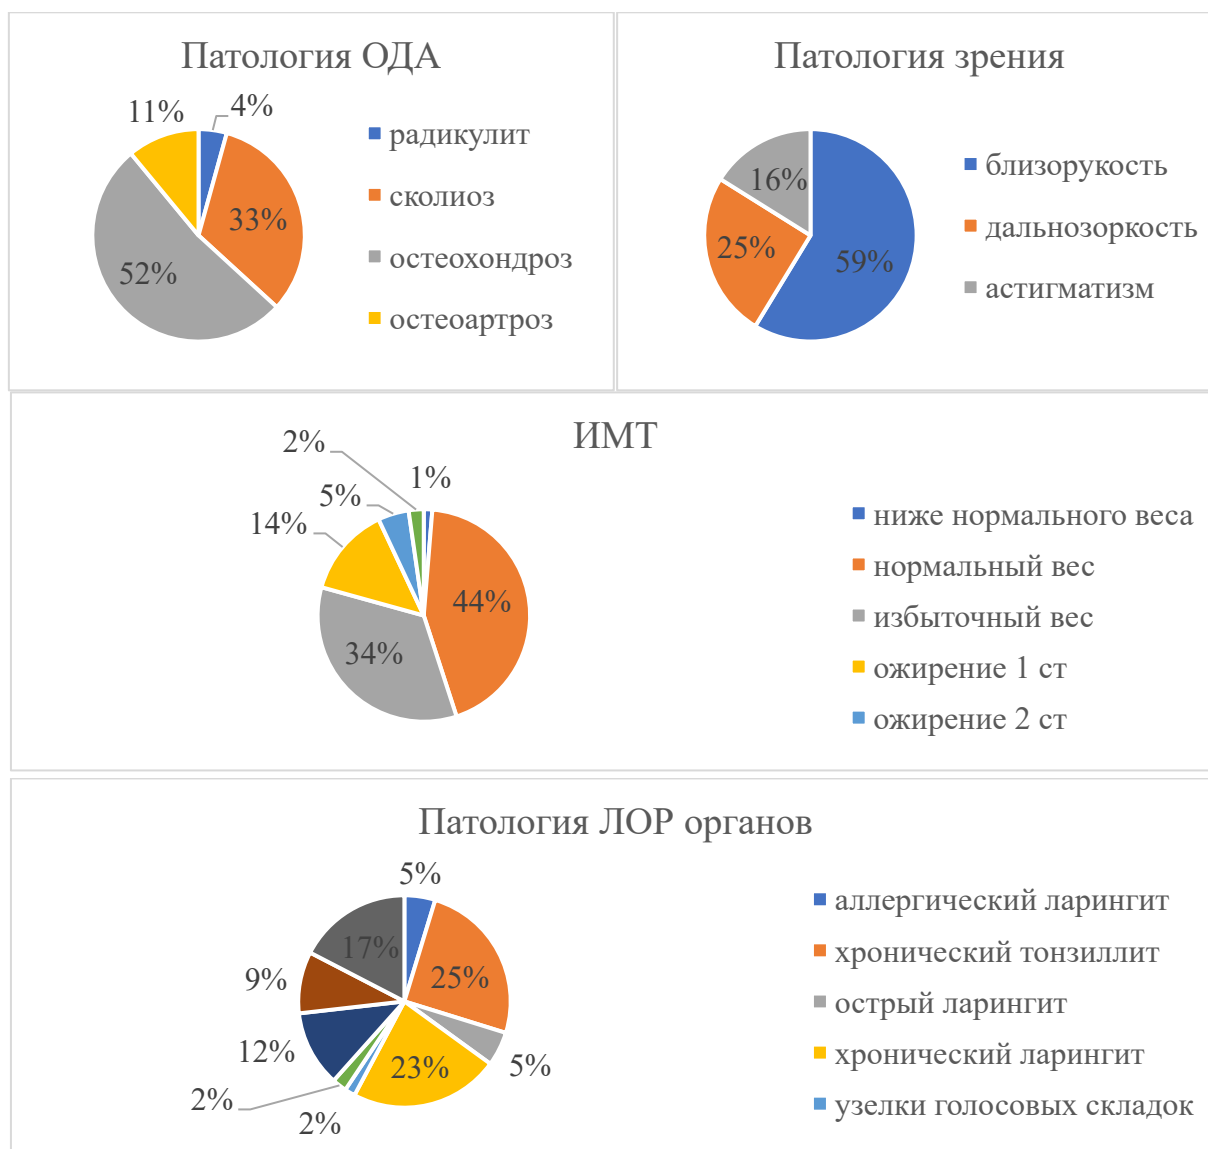 Патология ОДА
11%
4%
33%
52%
радикулит
сколиоз
остеохондроз
остеоартроз
Патология зрения
16%
25%
59%
близорукость
дальнозоркость
астигматизм
ИМТ
2%
1%
5%
14%
44%
34%
ниже нормального веса
нормальный вес
избыточный вес
ожирение 1 ст
ожирение 2 ст
Патология ЛОР органов
5%
17%
25%
9%
12%
23%
5%
2%
2%
аллергический ларингит
хронический тонзиллит
острый ларингит
хронический ларингит
узелки голосовых складок